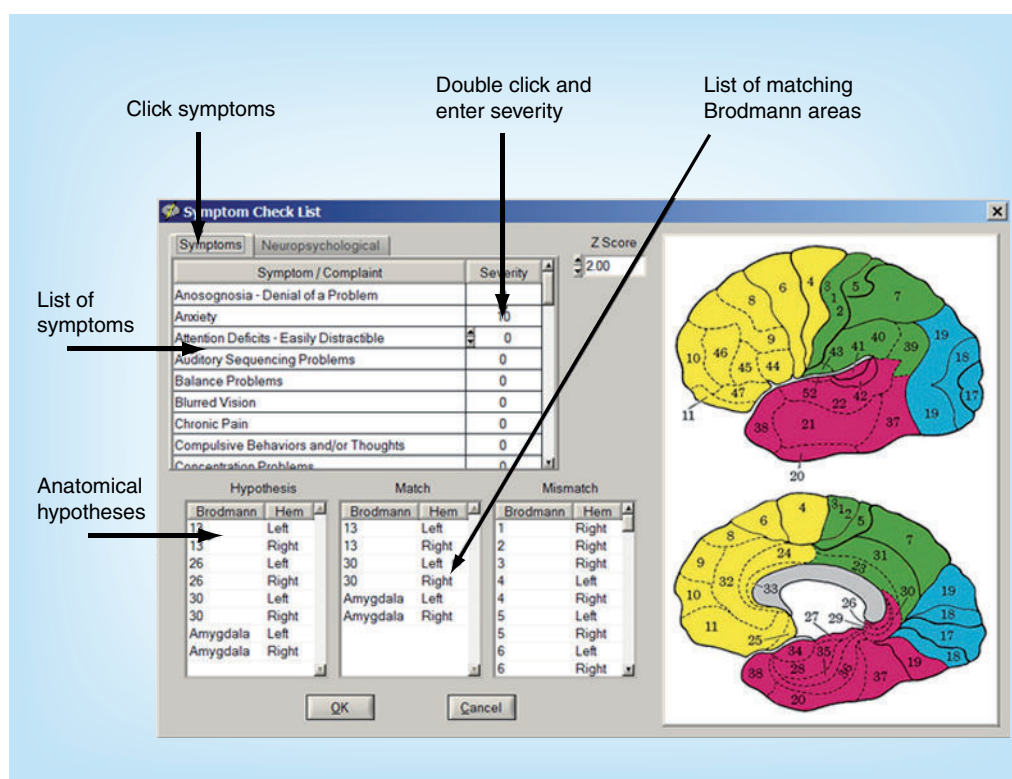 Click symptoms
Double click and
enter severity
List of matching
Brodmann areas
List of
symptoms
Anatomical
hypotheses
Symptom Check List
Symptoms Neuropsychological
Z Score
2.00
Symptom / Complaint Severity
Anosognosia - Denial of a Problem
Anxiety 10
Attention Deficits - Easily Distractible 0
Auditory Sequencing Problems 0
Balance Problems 0
Blurred Vision 0
Chronic Pain 0
Compulsive Behaviors and/or Thoughts 0
Concentration Problems 0
Hypothesis
Brodmann Hem
13 Left
13 Right
26 Left
26 Right
30 Left
30 Right
Amygdala Left
Amygdala Right
Match
Brodmann Hem
13 Left
13 Right
30 Left
30 Right
Amygdala Left
Amygdala Right
Mismatch
Brodmann Hem
1 Right
2 Right
3 Right
4 Left
4 Right
5 Left
5 Right
6 Left
6 Right
OK Cancel
8 6 4 3 1 2 5 7
9 10 46 45 44 47 11
43 41 40 39 19 18 17
52 42 22 21 38 37 19 20
6 4 3 1 2 5 7
8 9 10 32 24 33 23 31
11 25 27 26 29 30 19 18 17 18
34 35 28 36 38 20 37 19